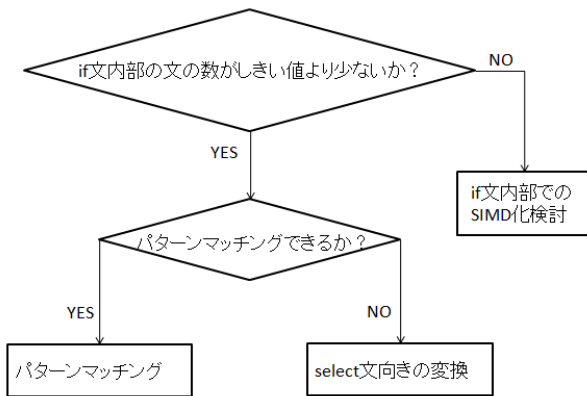 if文内部の文の数がしきい値より少ないか？
NO
YES
if文内部での
SIMD化検討
パターンマッチングできるか？
YES
NO
パターンマッチング
select文向きの変換